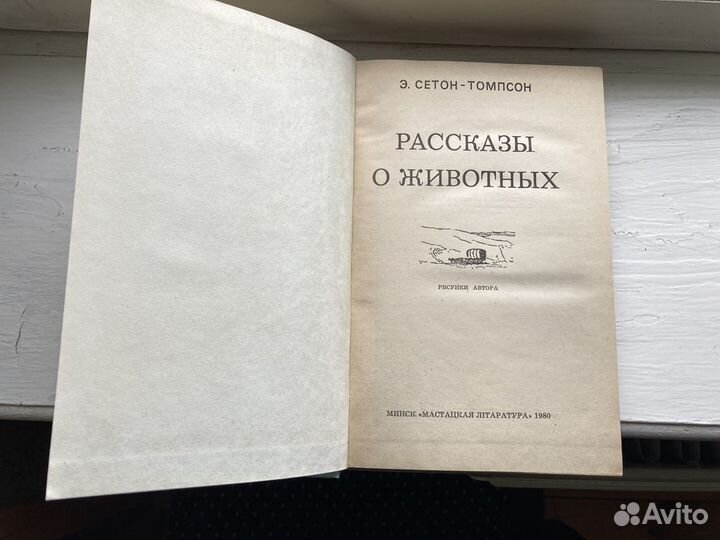 Э. СЕТОН-ТОМПСОН
РАССКАЗЫ
О ЖИВОТНЫХ
РИСУНКИ АВТОРА
МИНСК «МАСТАЦКАЯ ЛІТАРАТУРА» 1980
Avito